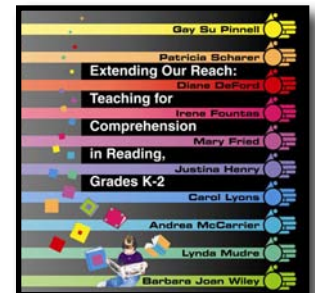 Gay Su Pinnell
Patricia Scharer
Extending Our Reach:
Diane DeFord
Teaching for
Irene Fountas
Comprehension
Mary Fried
in Reading,
Justina Henry
Grades K-2
Carol Lyons
Andrea McCarrier
Lynda Mudre
Barbara Joan Wiley